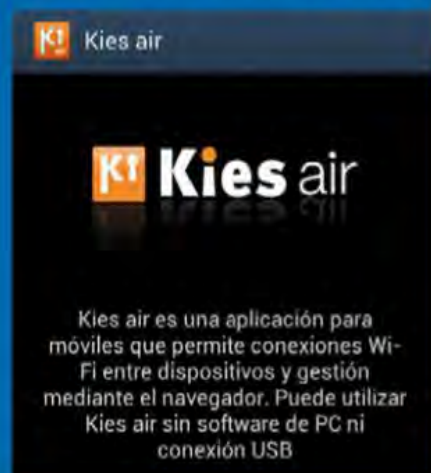 Kies air
Kies air
Kies air es una aplicación para
móviles que permite conexiones Wi-
Fi entre dispositivos y gestión
mediante el navegador. Puede utilizar
Kies air sin software de PC ni
conexión USB